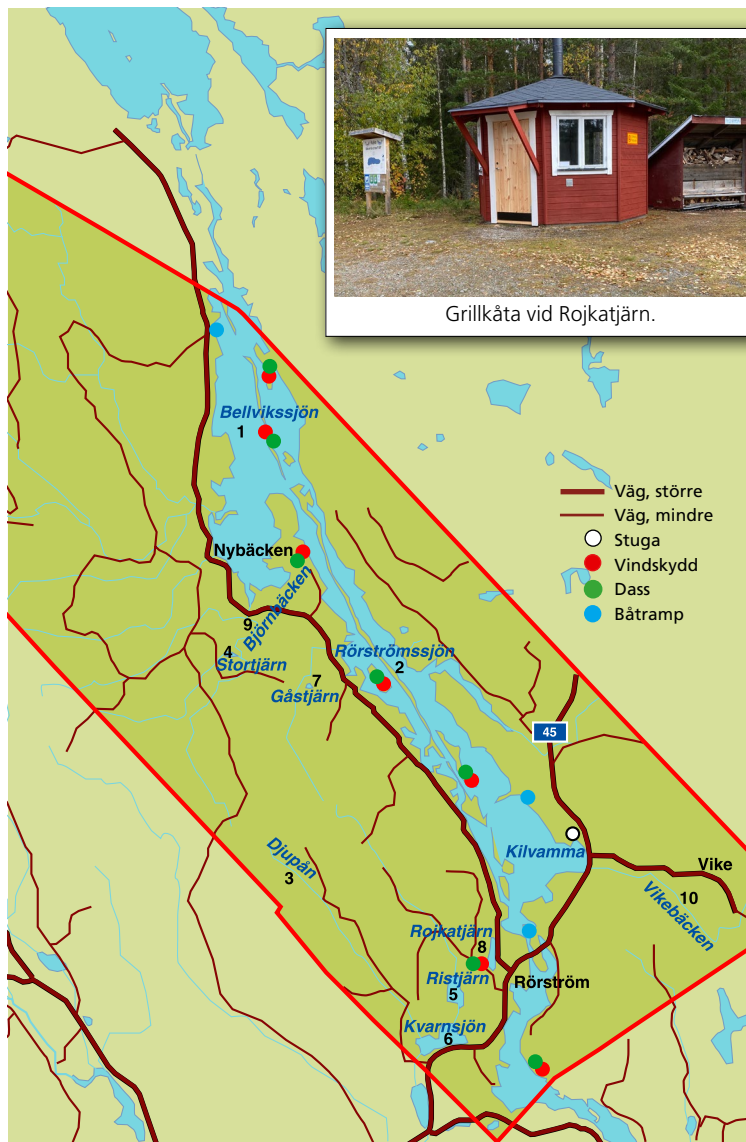 Grillkåta vid Rojkatjärn.
Bellvikssjön
1
Väg, större
Väg, mindre
Stuga
Vindskydd
Dass
Båtramp
Nybäcken
Björnbäcken
9
4
Stortjärn
7
Gåstjärn
Rörströmssjön
2
45
Kilvamma
Vike
10
Vikebäcken
Djupån
3
Rojkatjärn
8
Ristjärn
5
Rörström
Kvarnsjön
6